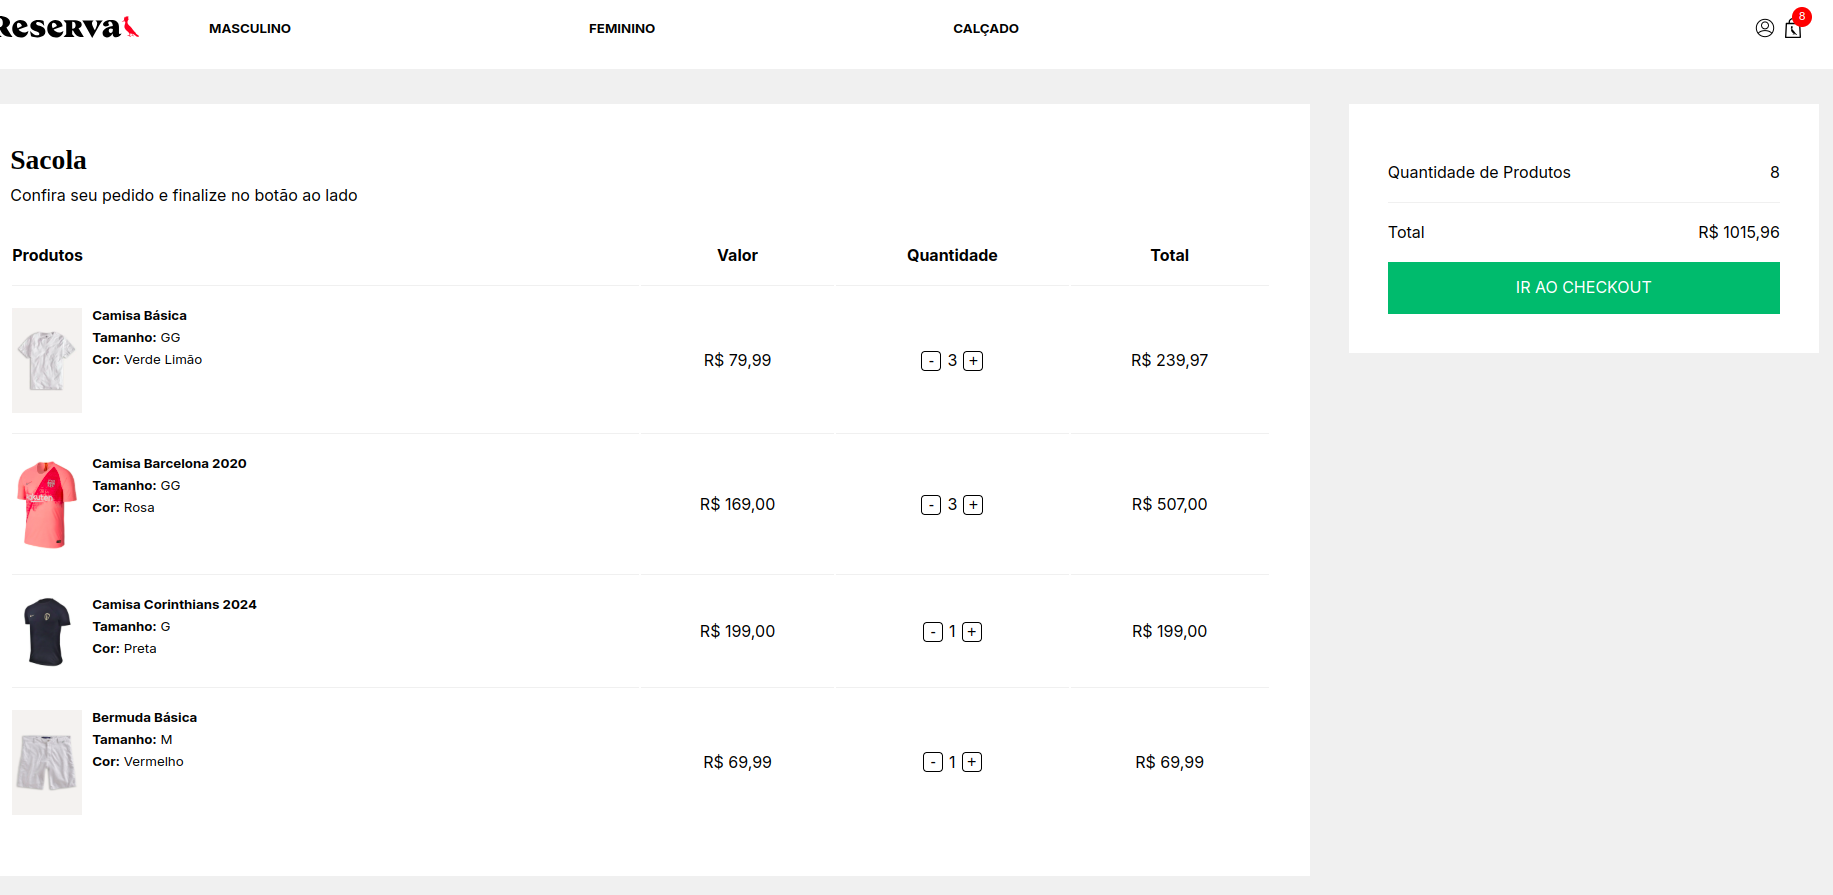 Reserva
MASCULINO
FEMININO
CALÇADO
8
Sacola
Confira seu pedido e finalize no botão ao lado
Produtos Valor Quantidade Total
Camisa Básica
Tamanho: GG
Cor: Verde Limão
R$ 79,99 - 3 + R$ 239,97
Camisa Barcelona 2020
Tamanho: GG
Cor: Rosa
R$ 169,00 - 3 + R$ 507,00
Camisa Corinthians 2024
Tamanho: G
Cor: Preta
R$ 199,00 - 1 + R$ 199,00
Bermuda Básica
Tamanho: M
Cor: Vermelho
R$ 69,99 - 1 + R$ 69,99
Quantidade de Produtos 8
Total R$ 1015,96
IR AO CHECKOUT